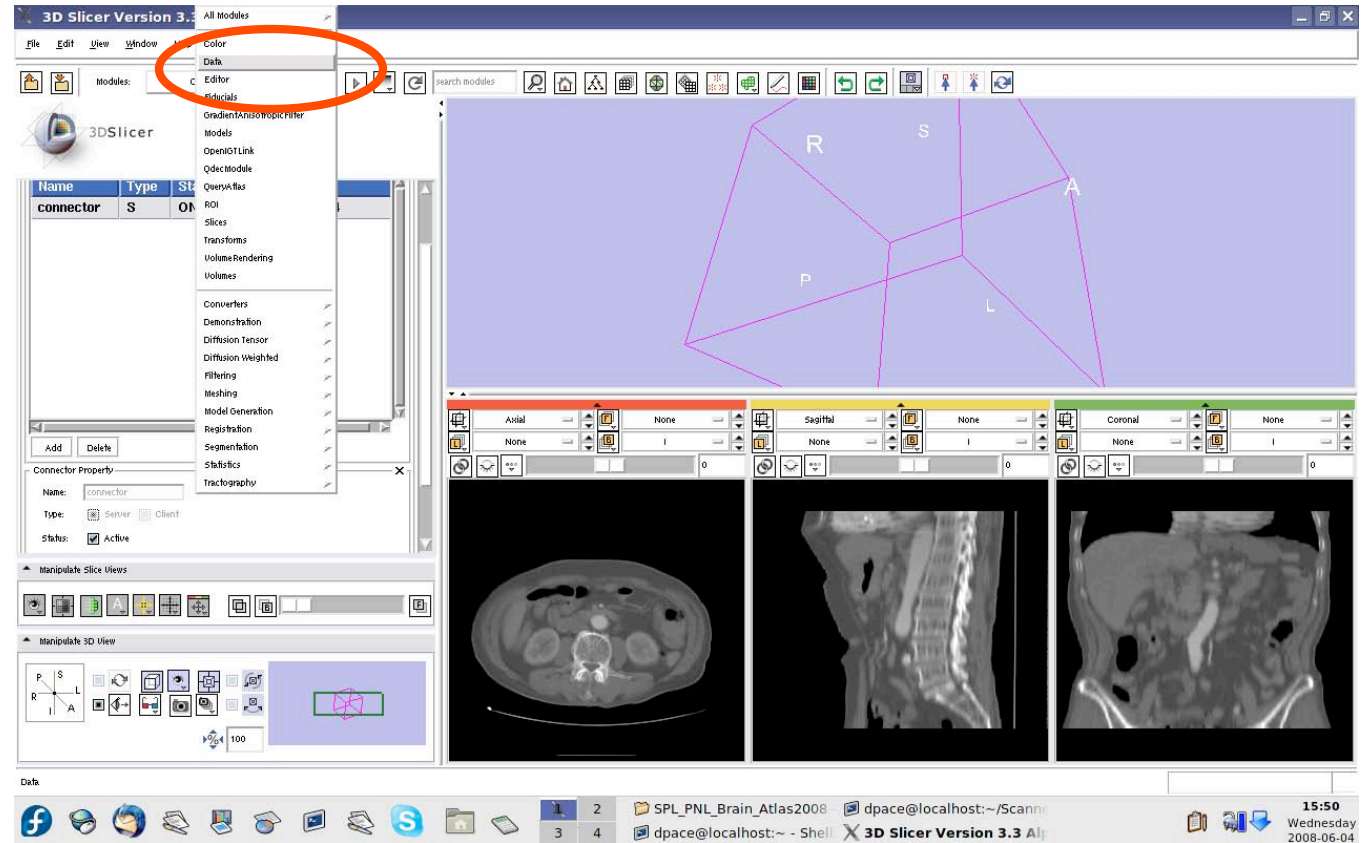 3D Slicer Version 3.3
File Edit View Window
All Modules
Color
Data
Editor
Fiducials
GradientAnisotropicFilter
Models
OpenIGTLink
QdecModule
QueryAtlas
ROI
Slices
Transforms
VolumeRendering
Volumes
Converters
Demonstration
Diffusion Tensor
Diffusion Weighted
Filtering
Meshing
Model Generation
Registration
Segmentation
Statistics
Tractography
Modules:
search modules
3DSlicer
Name Type
connector S
Add Delete
Connector Property
Name: connector
Type: Server Client
Status: Active
Manipulate Slice Views
Manipulate 3D View
P S
R L
I A
100
R S
A
P
L
Axial F None
L None B I
0
Sagittal F None
L None B I
0
Coronal F None
L None B I
0
Data
1 2
3 4
SPL_PNL_Brain_Atlas2008
dpace@localhost:~/Scann
dpace@localhost:~ - Shell
3D Slicer Version 3.3 Alp
15:50
Wednesday
2008-06-04